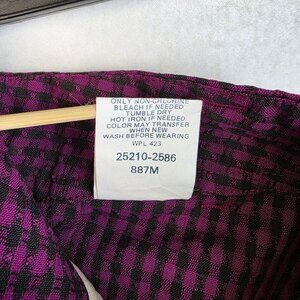 ONLY NON-CHLORINE
BLEACH IF NEEDED
TUMBLE DRY
HOT IRON IF NEEDED
COLOR MAY TRANSFER
WHEN NEW
WASH BEFORE WEARING
WPL 423
25210-2586
887M